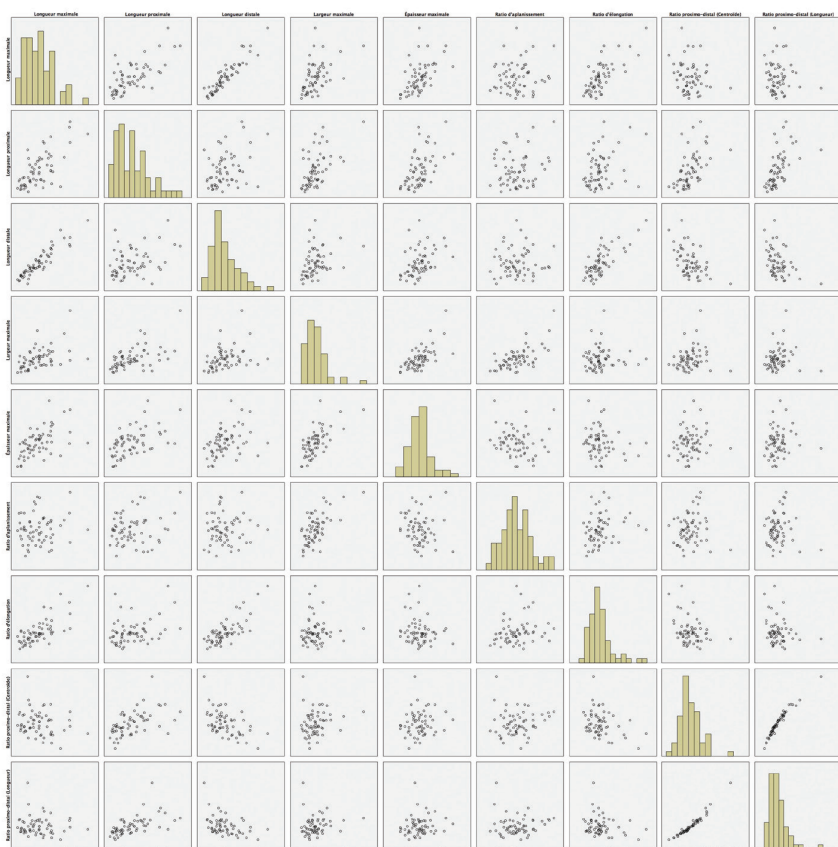 Longueur maximale Longueur proximale Longueur distale Largeur maximale Épaisseur maximale Ratio d'aplanissement Ratio d'élongation Ratio proximo-distal (Centroïde) Ratio proximo-distal (Longueur)
Longueur maximale
Longueur proximale
Longueur distale
Largeur maximale
Épaisseur maximale
Ratio d'aplanissement
Ratio d'élongation
Ratio proximo-distal (Centroïde)
Ratio proximo-distal (Longueur)